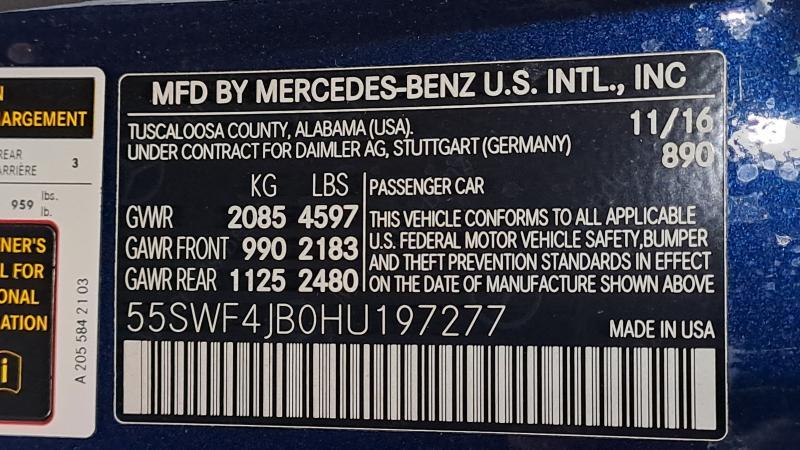 N
ARGEMENT
REAR
ARRIÈRE
3
959
lbs.
lb.
NER'S
L FOR
ONAL
ATION
i
A 205 584 21 03
MFD BY MERCEDES-BENZ U.S. INTL., INC
TUSCALOOSA COUNTY, ALABAMA (USA).
11/16
UNDER CONTRACT FOR DAIMLER AG, STUTTGART (GERMANY)
890
KG LBS
PASSENGER CAR
GVWR 2085 4597
GAWR FRONT 990 2183
GAWR REAR 1125 2480
THIS VEHICLE CONFORMS TO ALL APPLICABLE
U.S. FEDERAL MOTOR VEHICLE SAFETY,BUMPER
AND THEFT PREVENTION STANDARDS IN EFFECT
ON THE DATE OF MANUFACTURE SHOWN ABOVE
55SWF4JB0HU197277
MADE IN USA